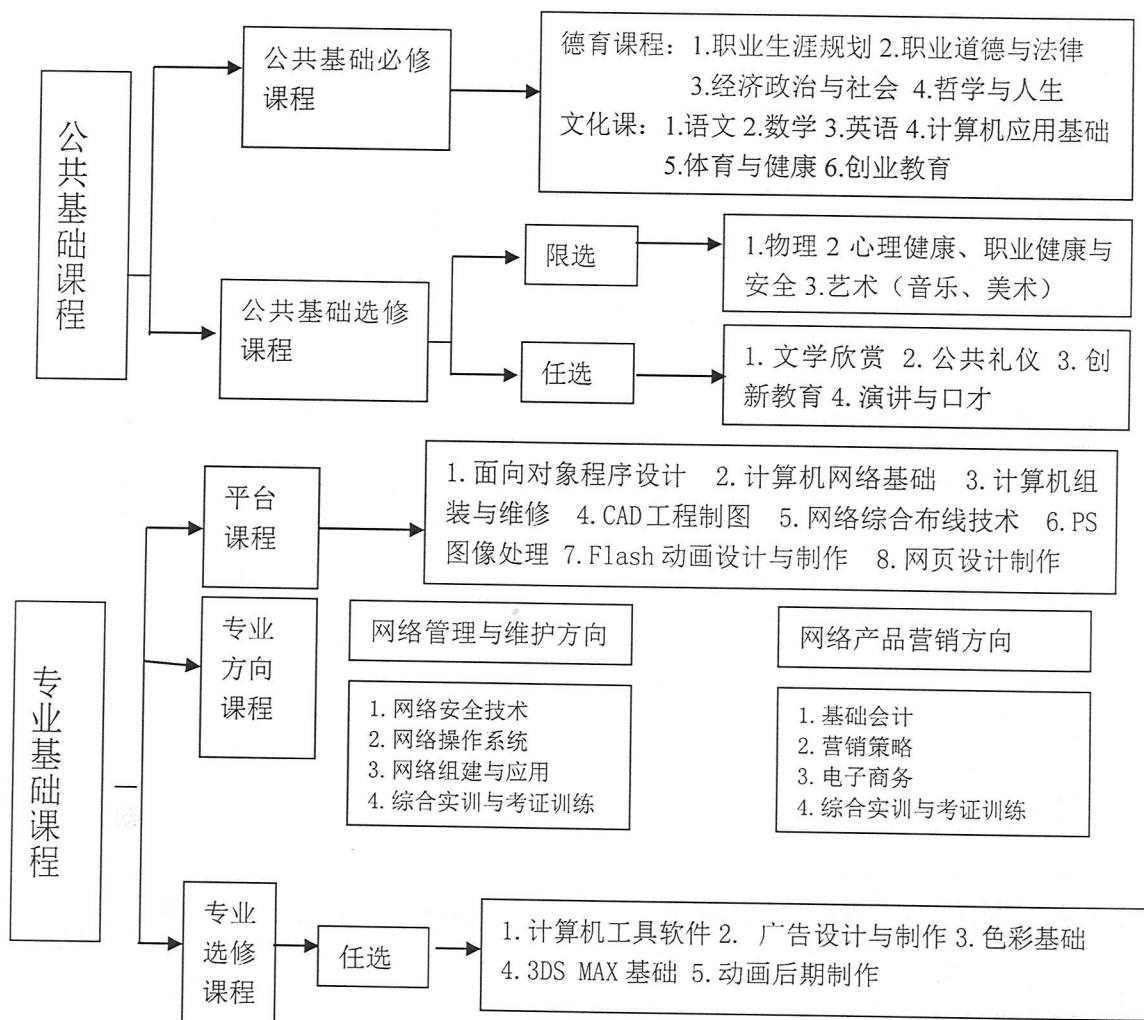 公共基础课程
公共基础必修
课程
德育课程：1.职业生涯规划 2.职业道德与法律
3.经济政治与社会 4.哲学与人生
文化课：1.语文 2.数学 3.英语 4.计算机应用基础
5.体育与健康 6.创业教育
公共基础选修
课程
限选
1.物理 2 心理健康、职业健康与
安全 3.艺术（音乐、美术）
任选
1. 文学欣赏 2. 公共礼仪 3. 创
新教育 4. 演讲与口才
专业基础课程
平台
课程
1. 面向对象程序设计 2. 计算机网络基础 3. 计算机组
装与维修 4. CAD 工程制图 5. 网络综合布线技术 6. PS
图像处理 7. Flash 动画设计与制作 8. 网页设计制作
专业
方向
课程
网络管理与维护方向
1. 网络安全技术
2. 网络操作系统
3. 网络组建与应用
4. 综合实训与考证训练
网络产品营销方向
1. 基础会计
2. 营销策略
3. 电子商务
4. 综合实训与考证训练
专业
选修
课程
任选
1. 计算机工具软件 2. 广告设计与制作 3. 色彩基础
4. 3DS MAX 基础 5. 动画后期制作